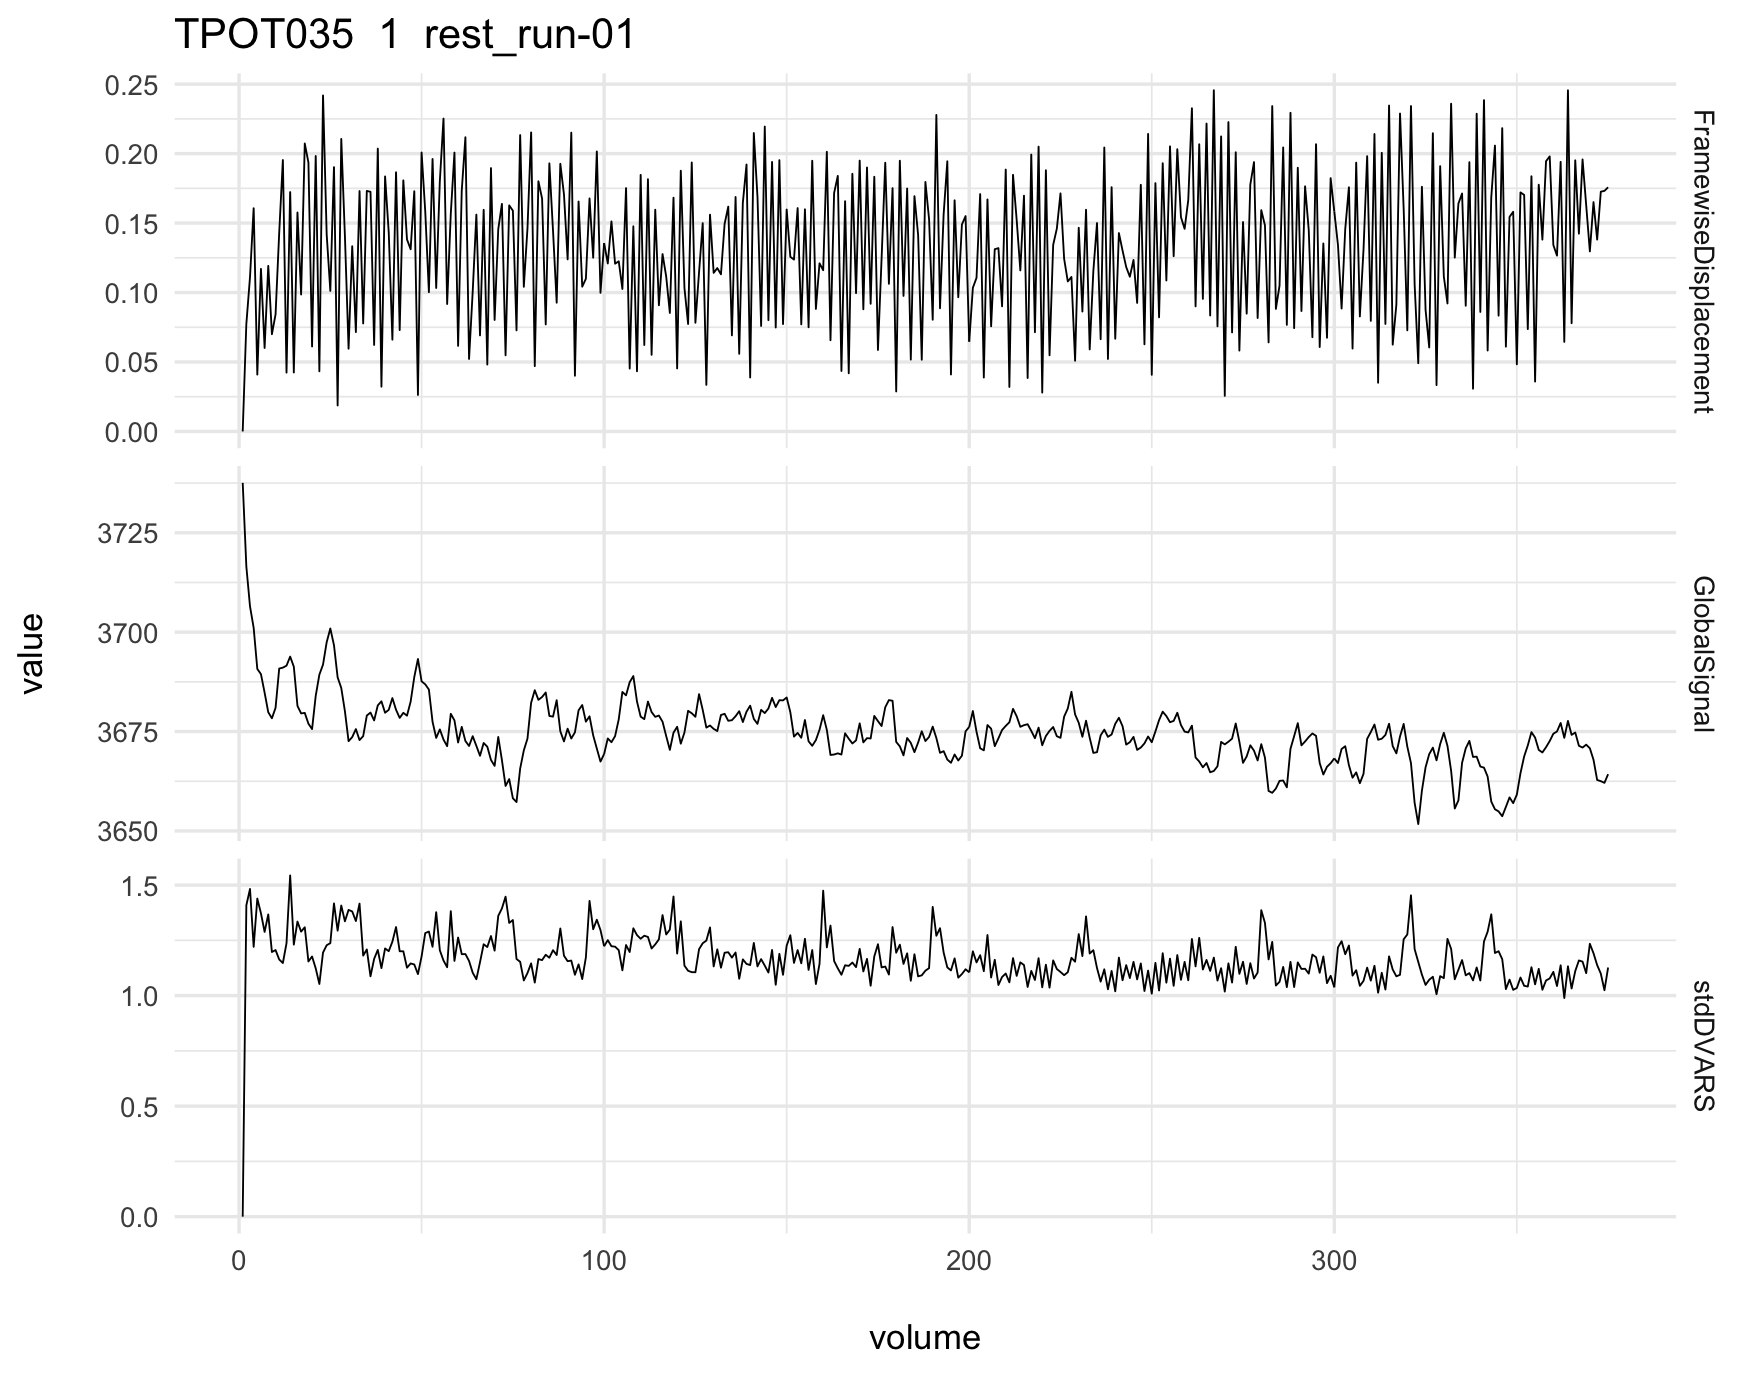 TPOT035 1 rest_run-01
0.25
0.20
0.15
0.10
0.05
0.00
FramewiseDisplacement
3725
3700
3675
3650
GlobalSignal
value
1.5
1.0
0.5
0.0
stdDVARS
0 100 200 300
volume